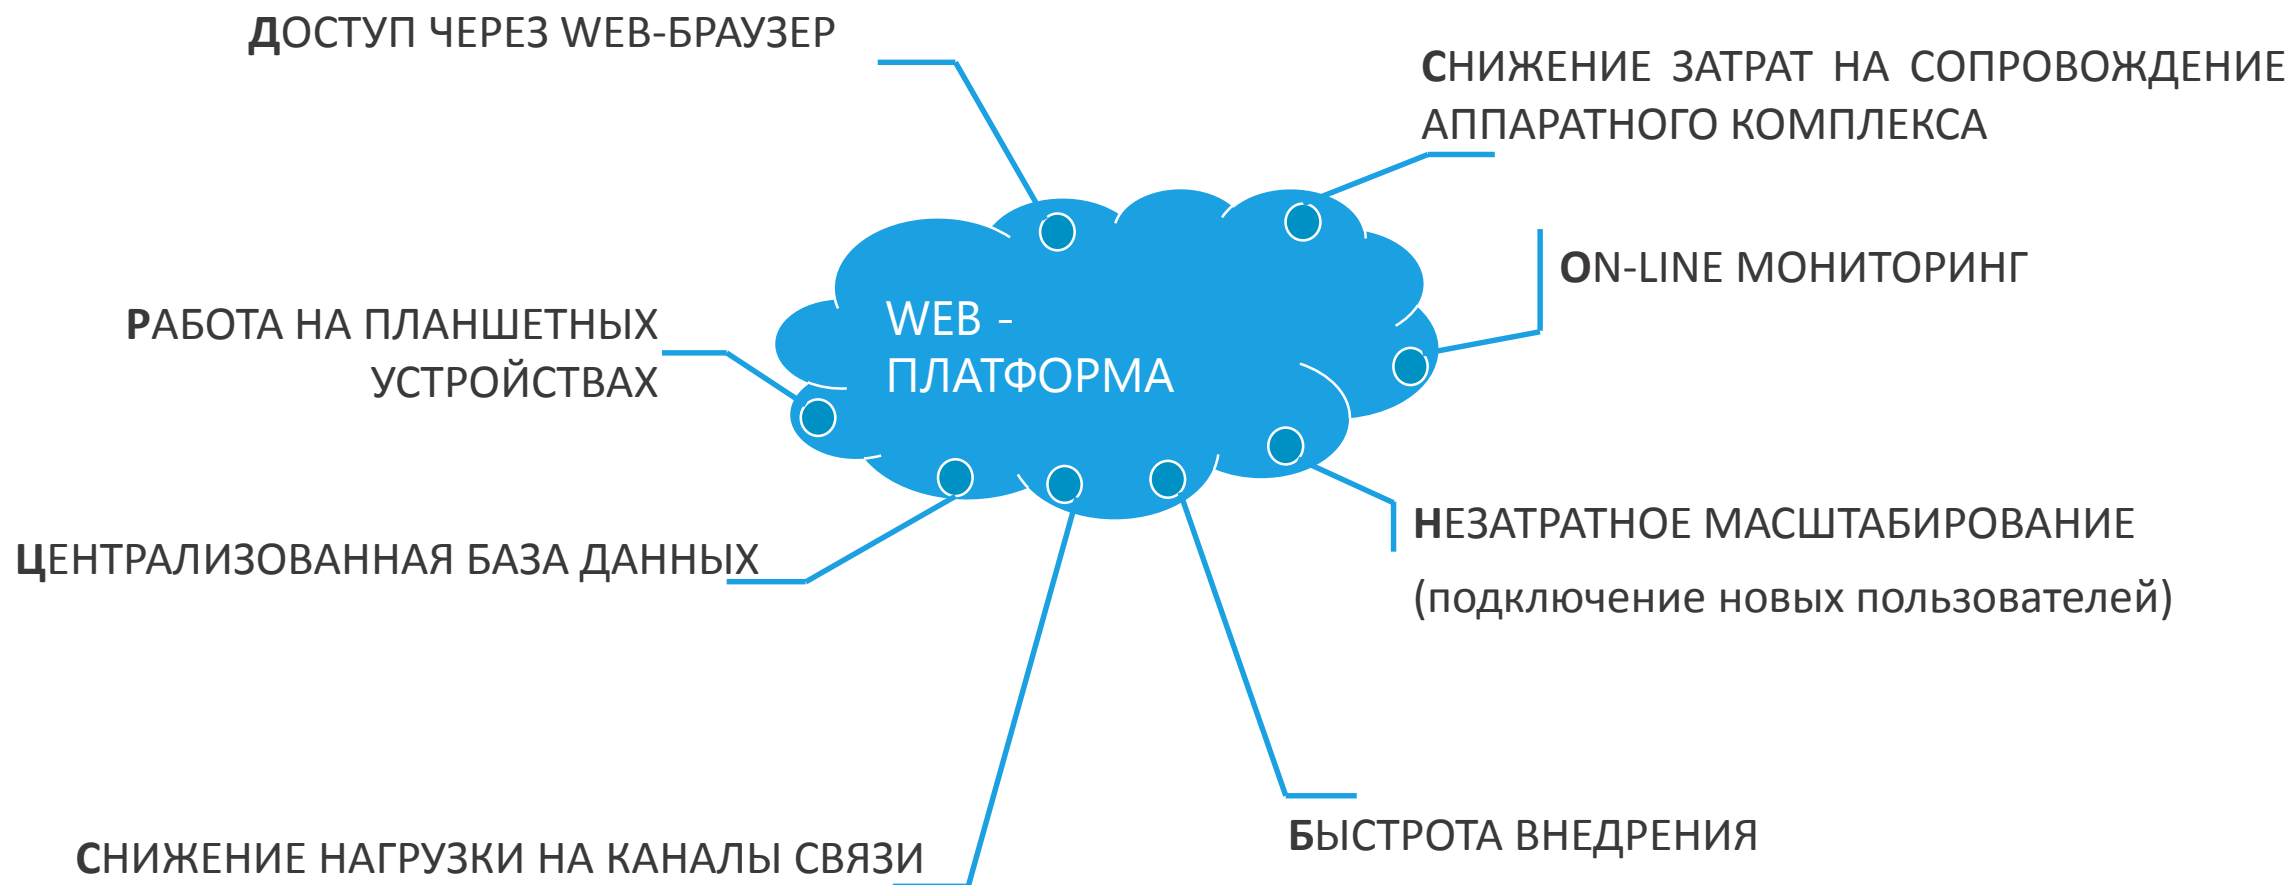 ДОСТУП ЧЕРЕЗ WEB-БРАУЗЕР
СНИЖЕНИЕ ЗАТРАТ НА СОПРОВОЖДЕНИЕ
АППАРАТНОГО КОМПЛЕКСА
ON-LINE МОНИТОРИНГ
РАБОТА НА ПЛАНШЕТНЫХ
УСТРОЙСТВАХ
WEB -
ПЛАТФОРМА
ЦЕНТРАЛИЗОВАННАЯ БАЗА ДАННЫХ
НЕЗАТРАТНОЕ МАСШТАБИРОВАНИЕ
(подключение новых пользователей)
СНИЖЕНИЕ НАГРУЗКИ НА КАНАЛЫ СВЯЗИ
БЫСТРОТА ВНЕДРЕНИЯ